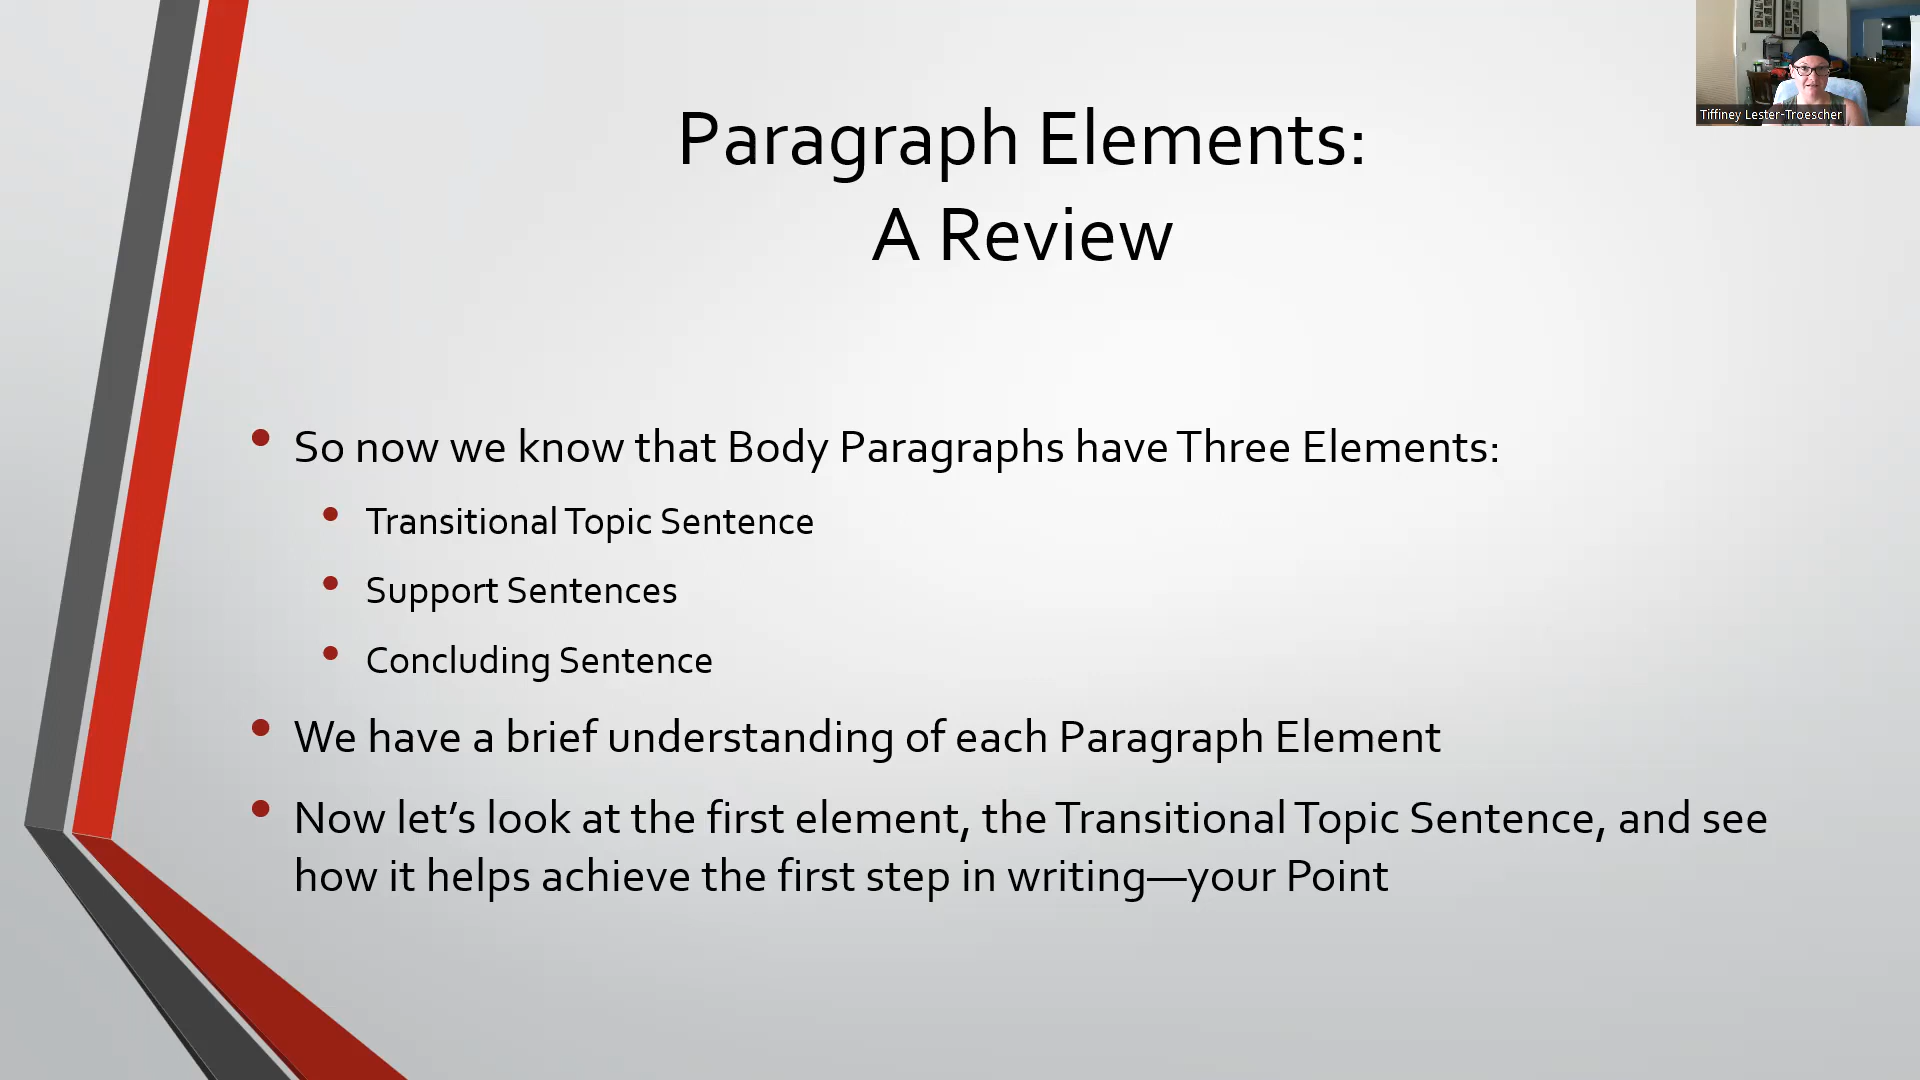 Paragraph Elements:
A Review
Tiffiney Lester-Troescher
So now we know that Body Paragraphs have Three Elements:
Transitional Topic Sentence
Support Sentences
Concluding Sentence
We have a brief understanding of each Paragraph Element
Now let’s look at the first element, the Transitional Topic Sentence, and see
how it helps achieve the first step in writing—your Point